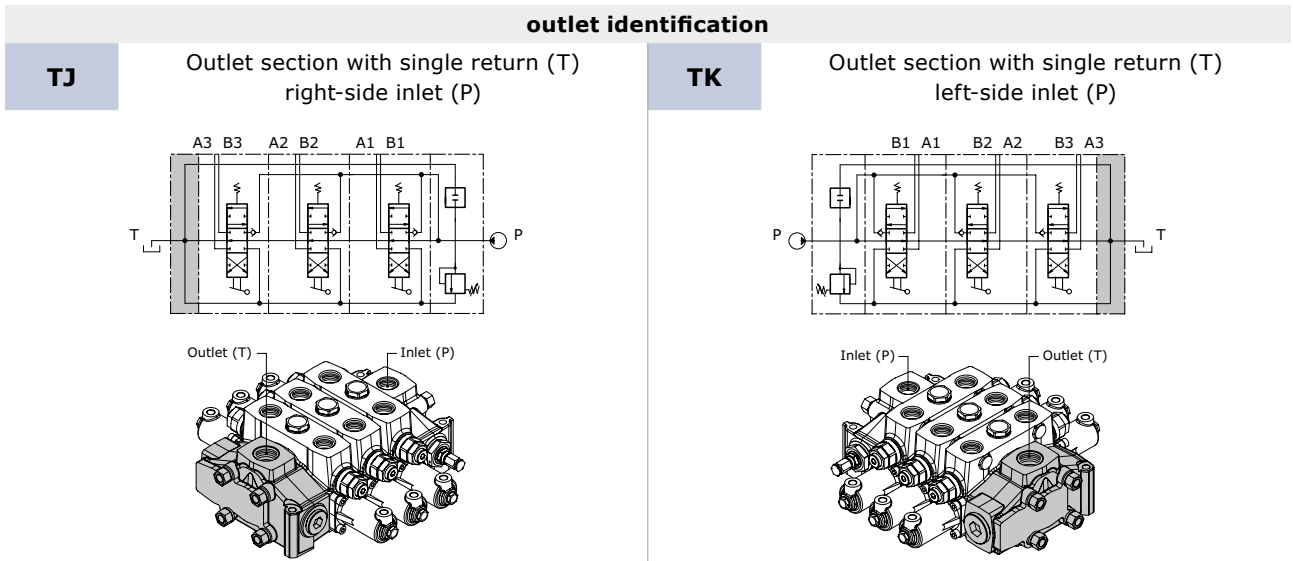 outlet identification
TJ
Outlet section with single return (T)
right-side inlet (P)
A3 B3 A2 B2 A1 B1
T
P
Outlet (T)
Inlet (P)
TK
Outlet section with single return (T)
left-side inlet (P)
B1 A1 B2 A2 B3 A3
P
T
Inlet (P)
Outlet (T)